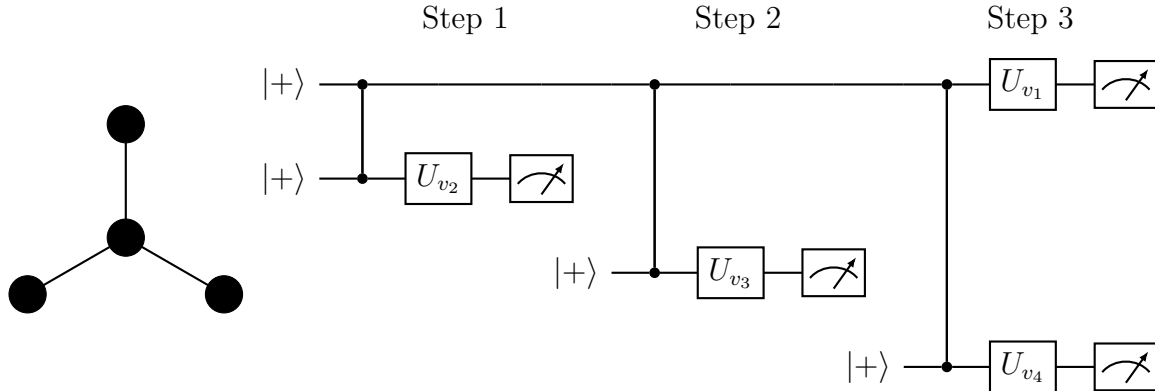 Step 1 Step 2 Step 3
|+⟩ U_{v_1}
|+⟩ U_{v_2}
|+⟩ U_{v_3}
|+⟩ U_{v_4}